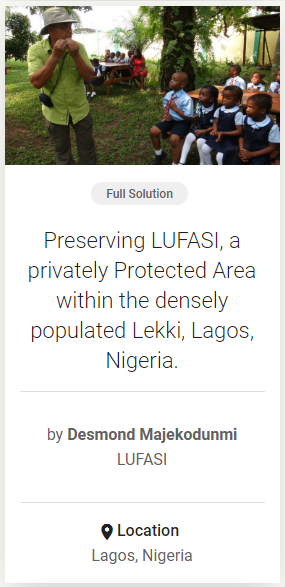 Full Solution
Preserving LUFASI, a
privately Protected Area
within the densely
populated Lekki, Lagos,
Nigeria.
by Desmond Majekodunmi
LUFASI
Location
Lagos, Nigeria